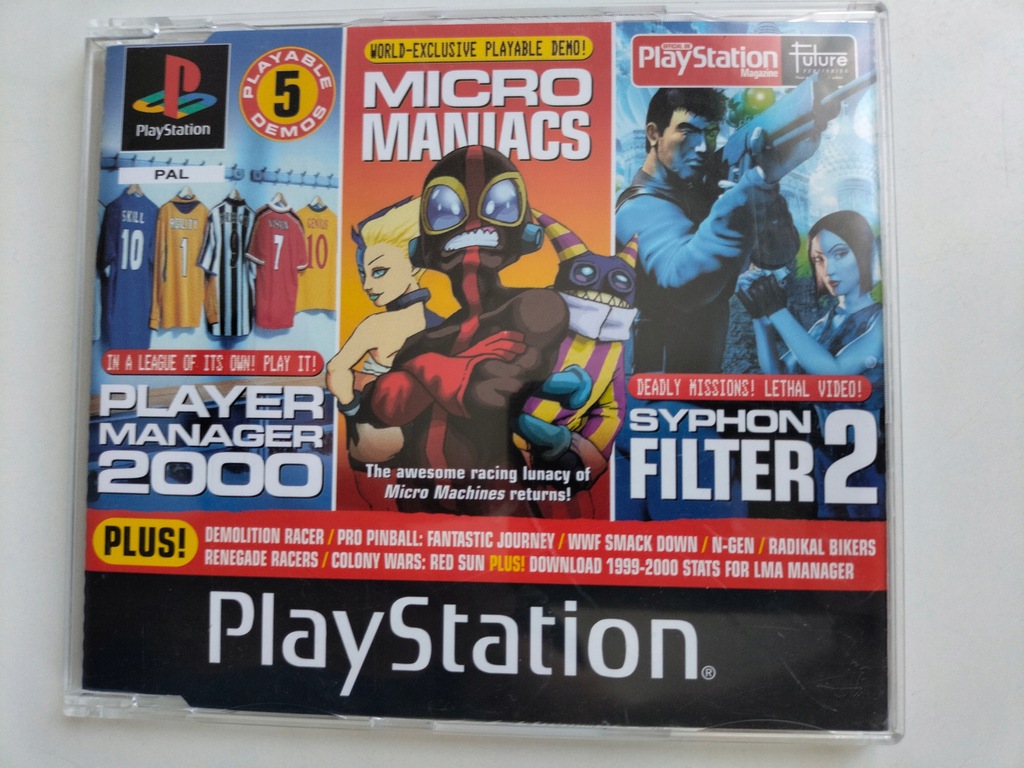 PlayStation
PAL
PLAYABLE
5
DEMOS
SKILL
10
AGILITY
1
VISION
7
GENIUS
10
IN A LEAGUE OF ITS OWN! PLAY IT!
PLAYER
MANAGER
2000
WORLD-EXCLUSIVE PLAYABLE DEMO!
MICRO
MANIACS
The awesome racing lunacy of
Micro Machines returns!
PlayStation
Magazine
Future
DEADLY MISSIONS! LETHAL VIDEO!
SYPHON
FILTER 2
PLUS!
DEMOLITION RACER / PRO PINBALL: FANTASTIC JOURNEY / WWF SMACK DOWN / N-GEN / RADIKAL BIKERS
RENEGADE RACERS / COLONY WARS: RED SUN PLUS! DOWNLOAD 1999-2000 STATS FOR LMA MANAGER
PlayStation®